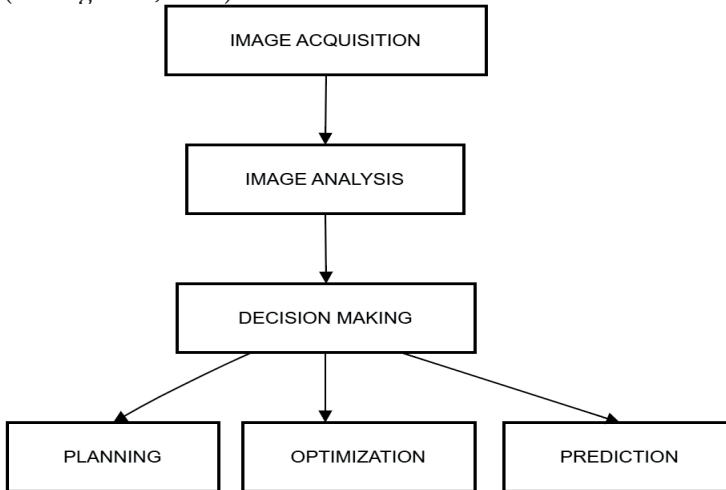 IMAGE ACQUISITION
IMAGE ANALYSIS
DECISION MAKING
PLANNING
OPTIMIZATION
PREDICTION